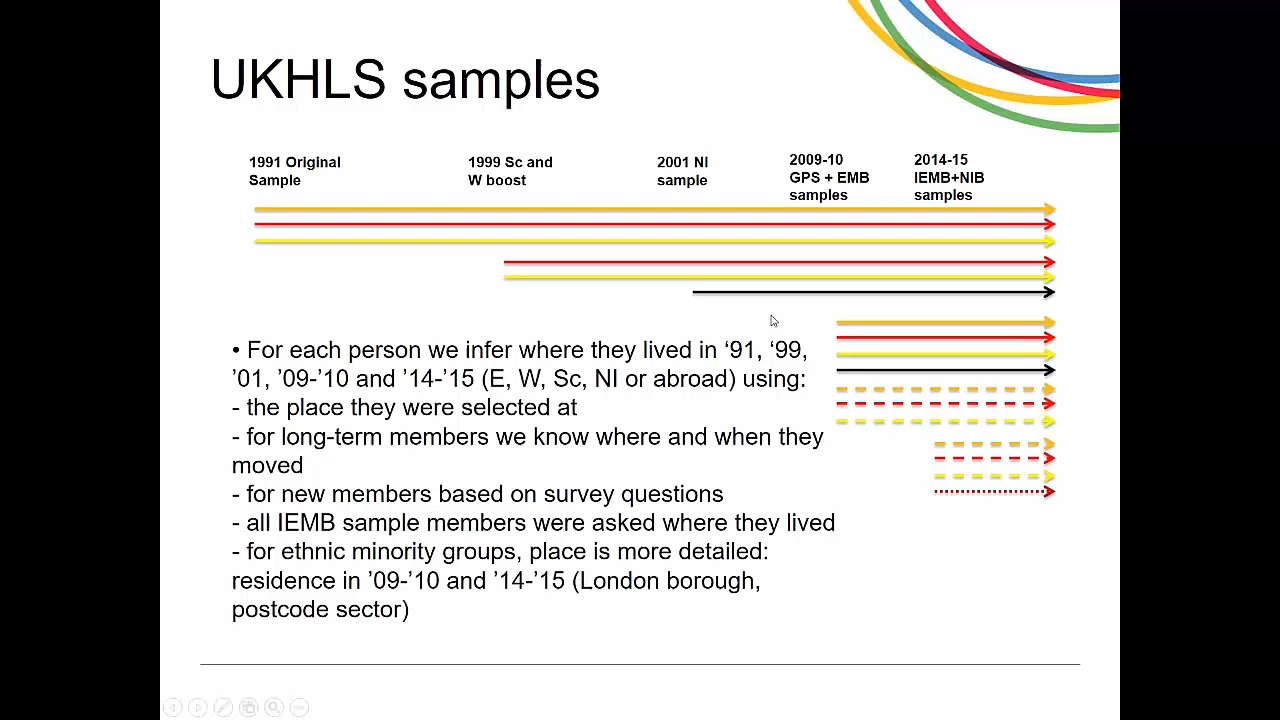 UKHLS samples
1991 Original
Sample
1999 Sc and
W boost
2001 NI
sample
2009-10
GPS + EMB
samples
2014-15
IEMB+NIB
samples
• For each person we infer where they lived in ‘91, ‘99,
’01, ’09-’10 and ’14-’15 (E, W, Sc, NI or abroad) using:
- the place they were selected at
- for long-term members we know where and when they
moved
- for new members based on survey questions
- all IEMB sample members were asked where they lived
- for ethnic minority groups, place is more detailed:
residence in ’09-’10 and ’14-’15 (London borough,
postcode sector)